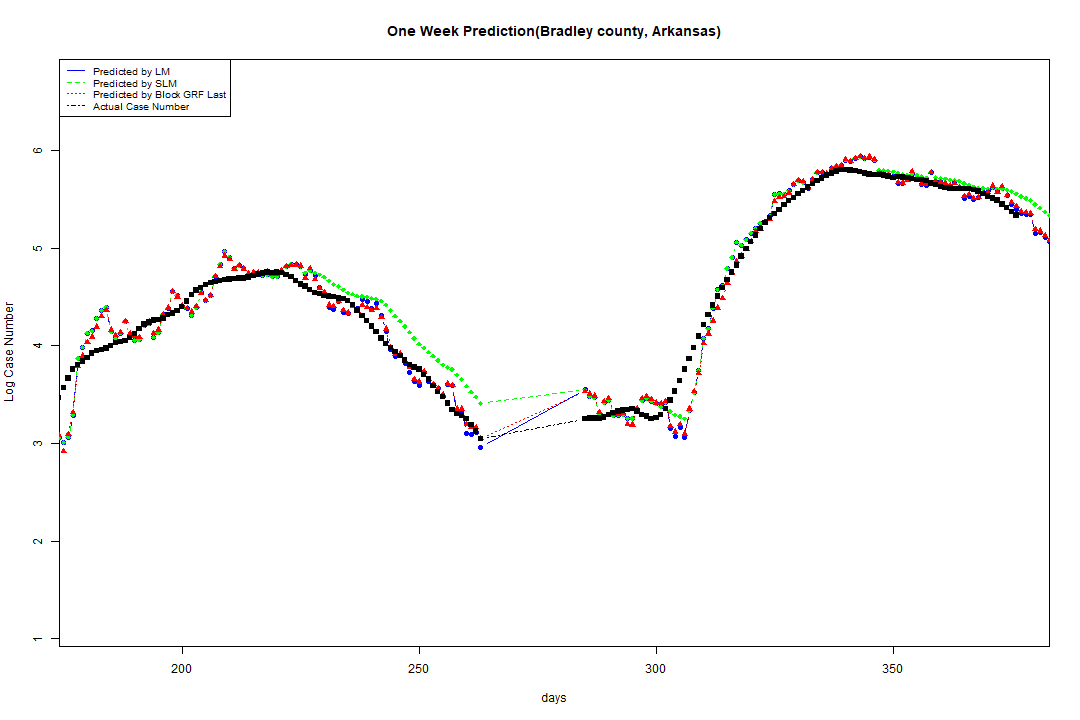 One Week Prediction(Bradley county, Arkansas)
Predicted by LM
Predicted by SLM
Predicted by Block GRF Last
Actual Case Number
Log Case Number
6
5
4
3
2
1
200 250 300 350
days